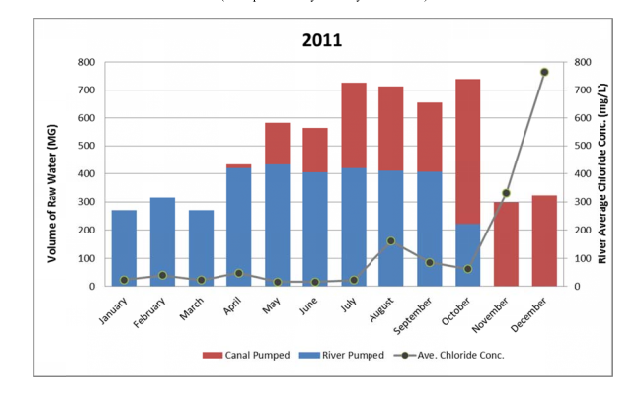 2011
800
700
600
500
400
300
200
100
0
Volume of Raw Water (MG)
800
700
600
500
400
300
200
100
0
River Average Chloride Conc. (mg/L)
January
February
March
April
May
June
July
August
September
October
November
December
Canal Pumped
River Pumped
Ave. Chloride Conc.